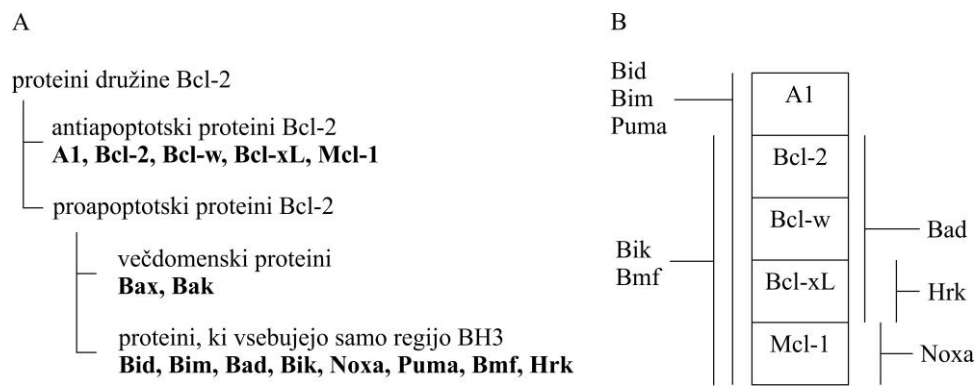 A
proteini družine Bcl-2
antiapoptotski proteini Bcl-2
A1, Bcl-2, Bcl-w, Bcl-xL, Mcl-1
proapoptotski proteini Bcl-2
večdomenski proteini
Bax, Bak
proteini, ki vsebujejo samo regijo BH3
Bid, Bim, Bad, Bik, Noxa, Puma, Bmf, Hrk
B
Bid
Bim
Puma
Bik
Bmf
A1
Bcl-2
Bcl-w
Bcl-xL
Mcl-1
Bad
Hrk
Noxa